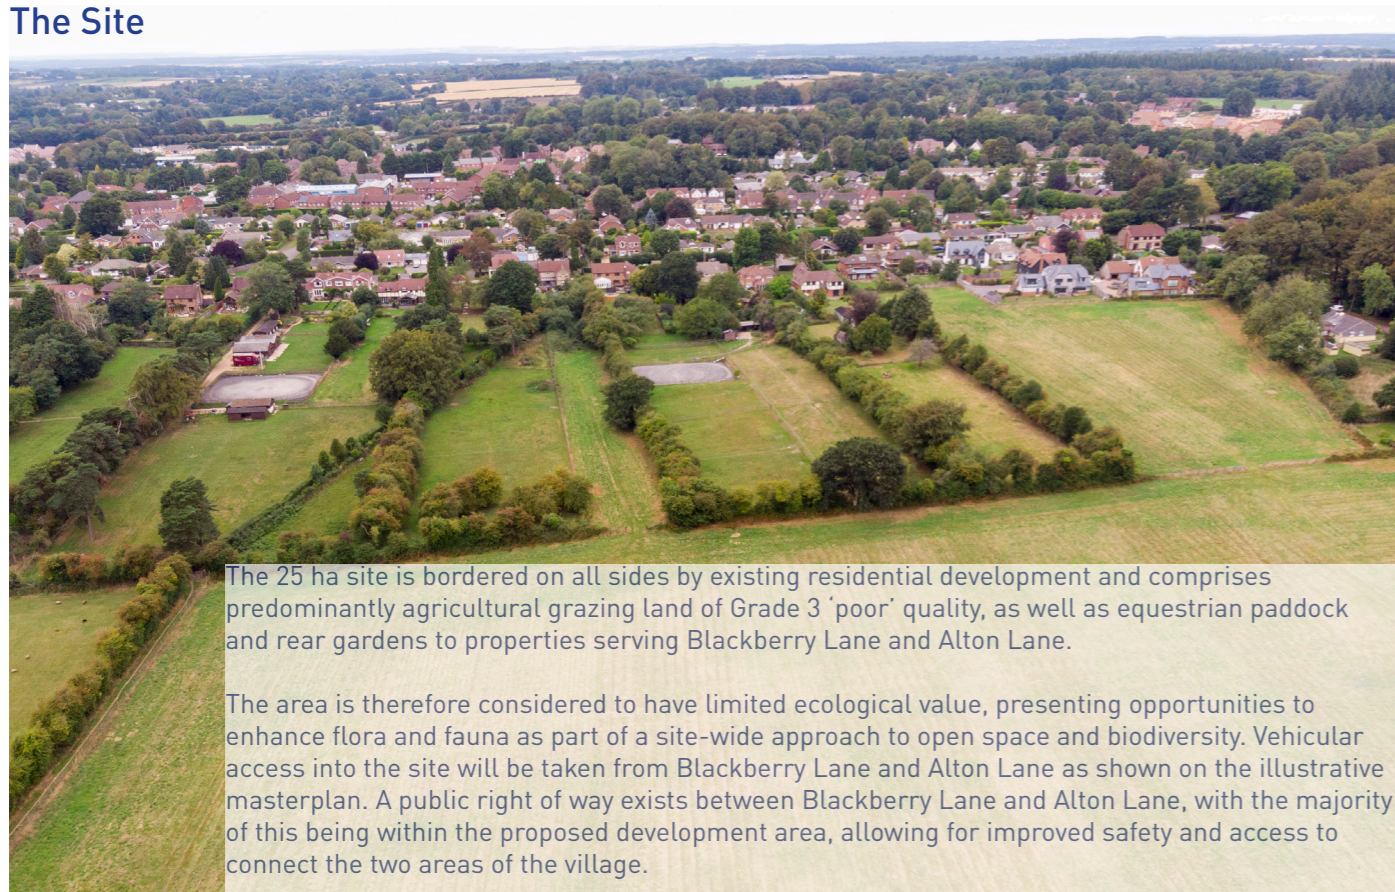 The Site
The 25 ha site is bordered on all sides by existing residential development and comprises
predominantly agricultural grazing land of Grade 3 ‘poor’ quality, as well as equestrian paddock
and rear gardens to properties serving Blackberry Lane and Alton Lane.
The area is therefore considered to have limited ecological value, presenting opportunities to
enhance flora and fauna as part of a site-wide approach to open space and biodiversity. Vehicular
access into the site will be taken from Blackberry Lane and Alton Lane as shown on the illustrative
masterplan. A public right of way exists between Blackberry Lane and Alton Lane, with the majority
of this being within the proposed development area, allowing for improved safety and access to
connect the two areas of the village.